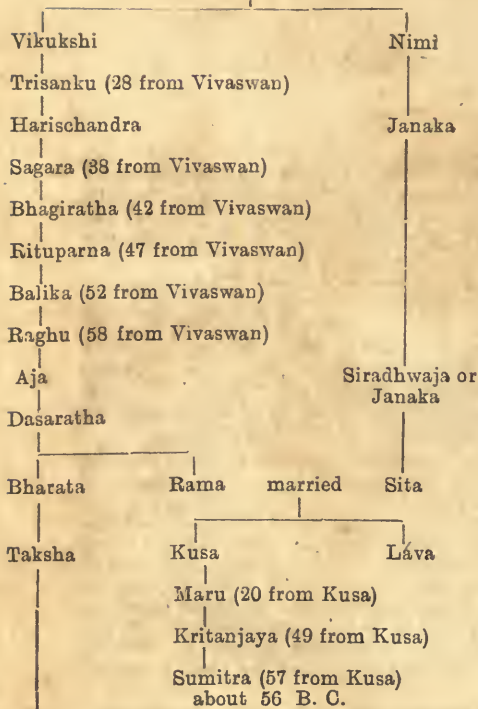 Vikukshi Nimi
Trisanku (28 from Vivaswan)
Harischandra Janaka
Sagara (38 from Vivaswan)
Bhagiratha (42 from Vivaswan)
Rituparna (47 from Vivaswan)
Balika (52 from Vivaswan)
Raghu (58 from Vivaswan)
Aja Siradhwaja or
Janaka
Dasaratha
Bharata Rama married Sita
Taksha Kusa Láva
Maru (20 from Kusa)
Kritanjaya (49 from Kusa)
Sumitra (57 from Kusa)
about 56 B. C.